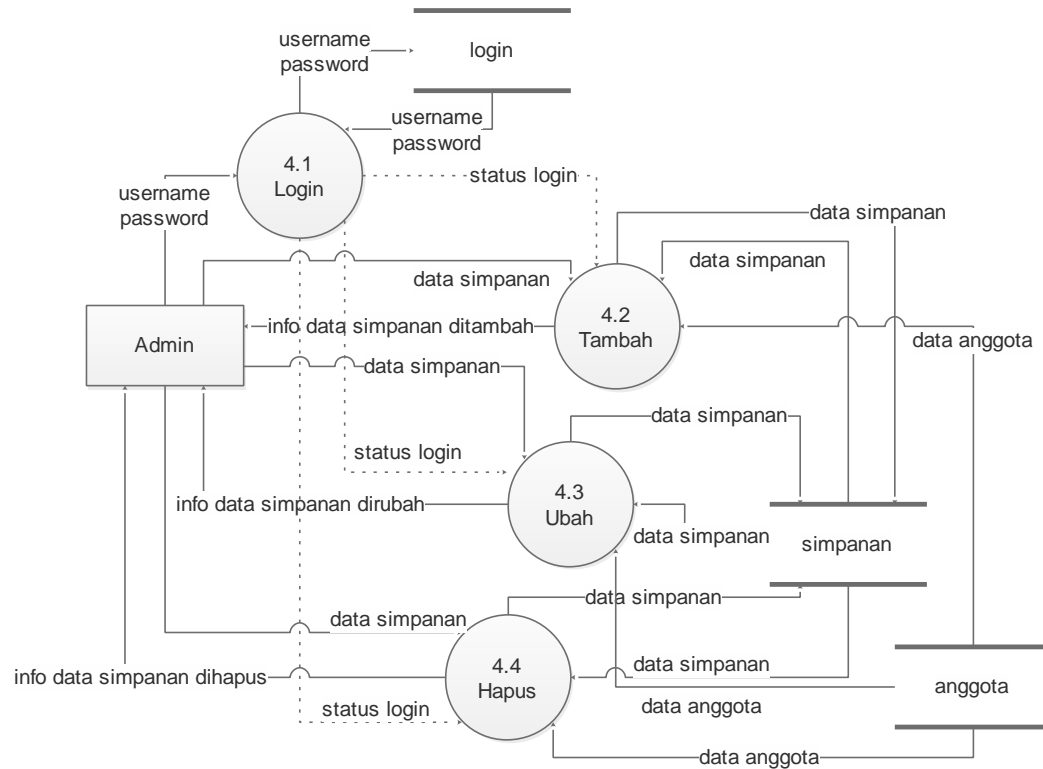 username
password
login
username
password
4.1
Login
status login
username
password
data simpanan
data simpanan
data simpanan
4.2
Tambah
info data simpanan ditambah
data anggota
Admin
data simpanan
data simpanan
status login
4.3
Ubah
info data simpanan dirubah
data simpanan
simpanan
data simpanan
data simpanan
4.4
Hapus
data simpanan
info data simpanan dihapus
anggota
data anggota
status login
data anggota